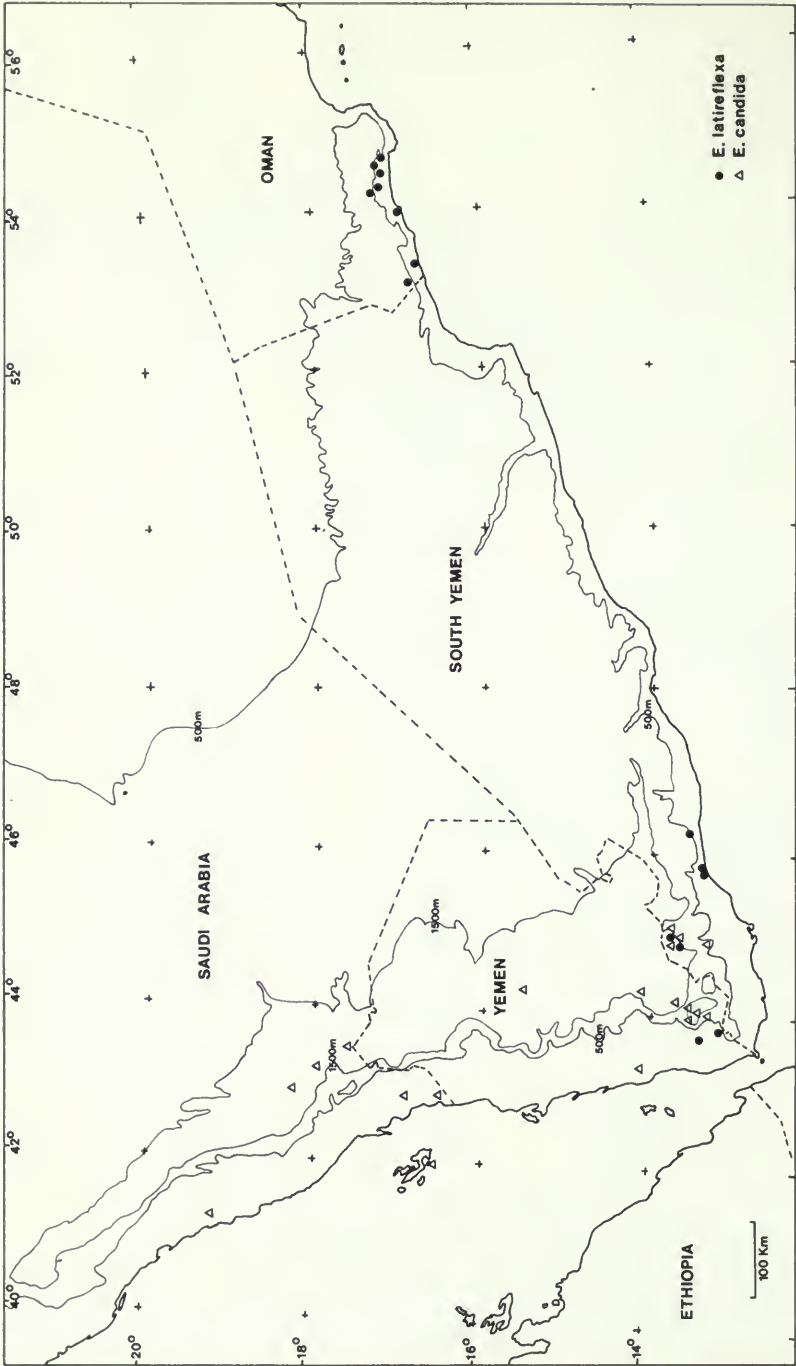 40°
42°
44°
46°
48°
50°
52°
54°
56°
20°
18°
16°
14°
SAUDI ARABIA
OMAN
500m
1500m
1500m
YEMEN
SOUTH YEMEN
500m
500m
ETHIOPIA
100 Km
● E. latireflexa
△ E. candida